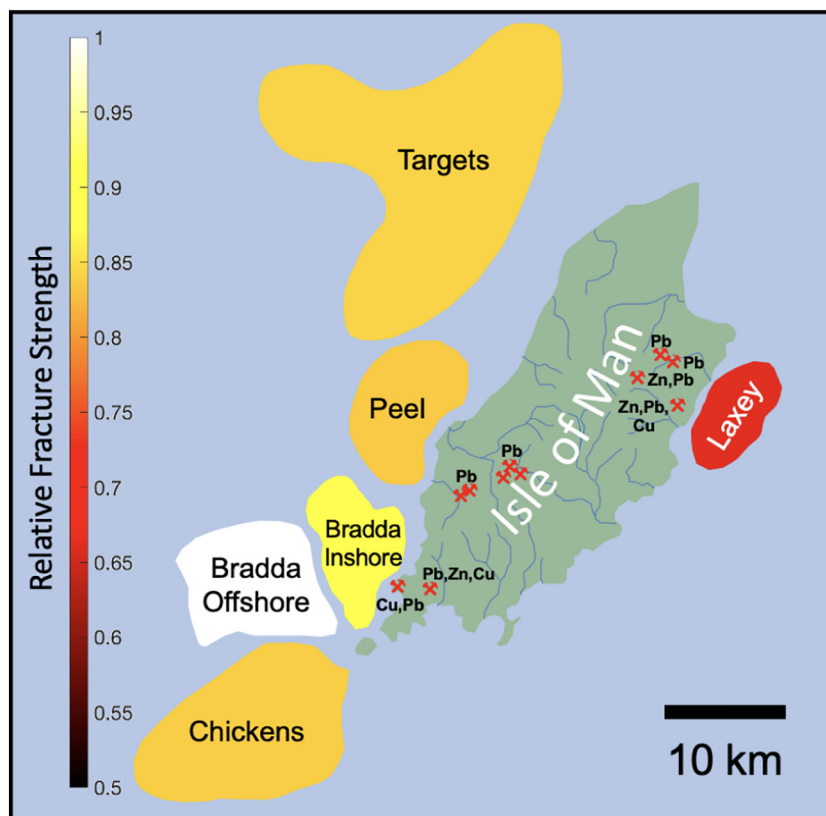 Relative Fracture Strength
1
0.95
0.9
0.85
0.8
0.75
0.7
0.65
0.6
0.55
0.5
Targets
Peel
Bradda
Inshore
Bradda
Offshore
Chickens
Laxey
Isle of Man
Pb
Pb
Zn,Pb
Zn,Pb,
Cu
Pb
Pb
Pb,Zn,Cu
Cu,Pb
10 km